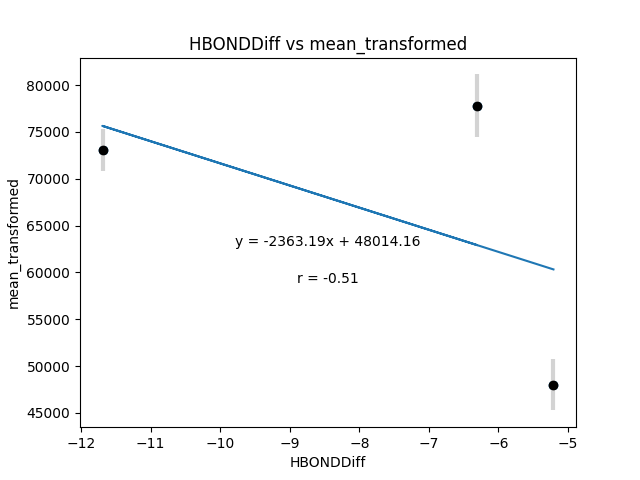 HBONDDiff vs mean_transformed
mean_transformed
80000
75000
70000
65000
60000
55000
50000
45000
y = -2363.19x + 48014.16
r = -0.51
−12 −11 −10 −9 −8 −7 −6 −5
HBONDDiff